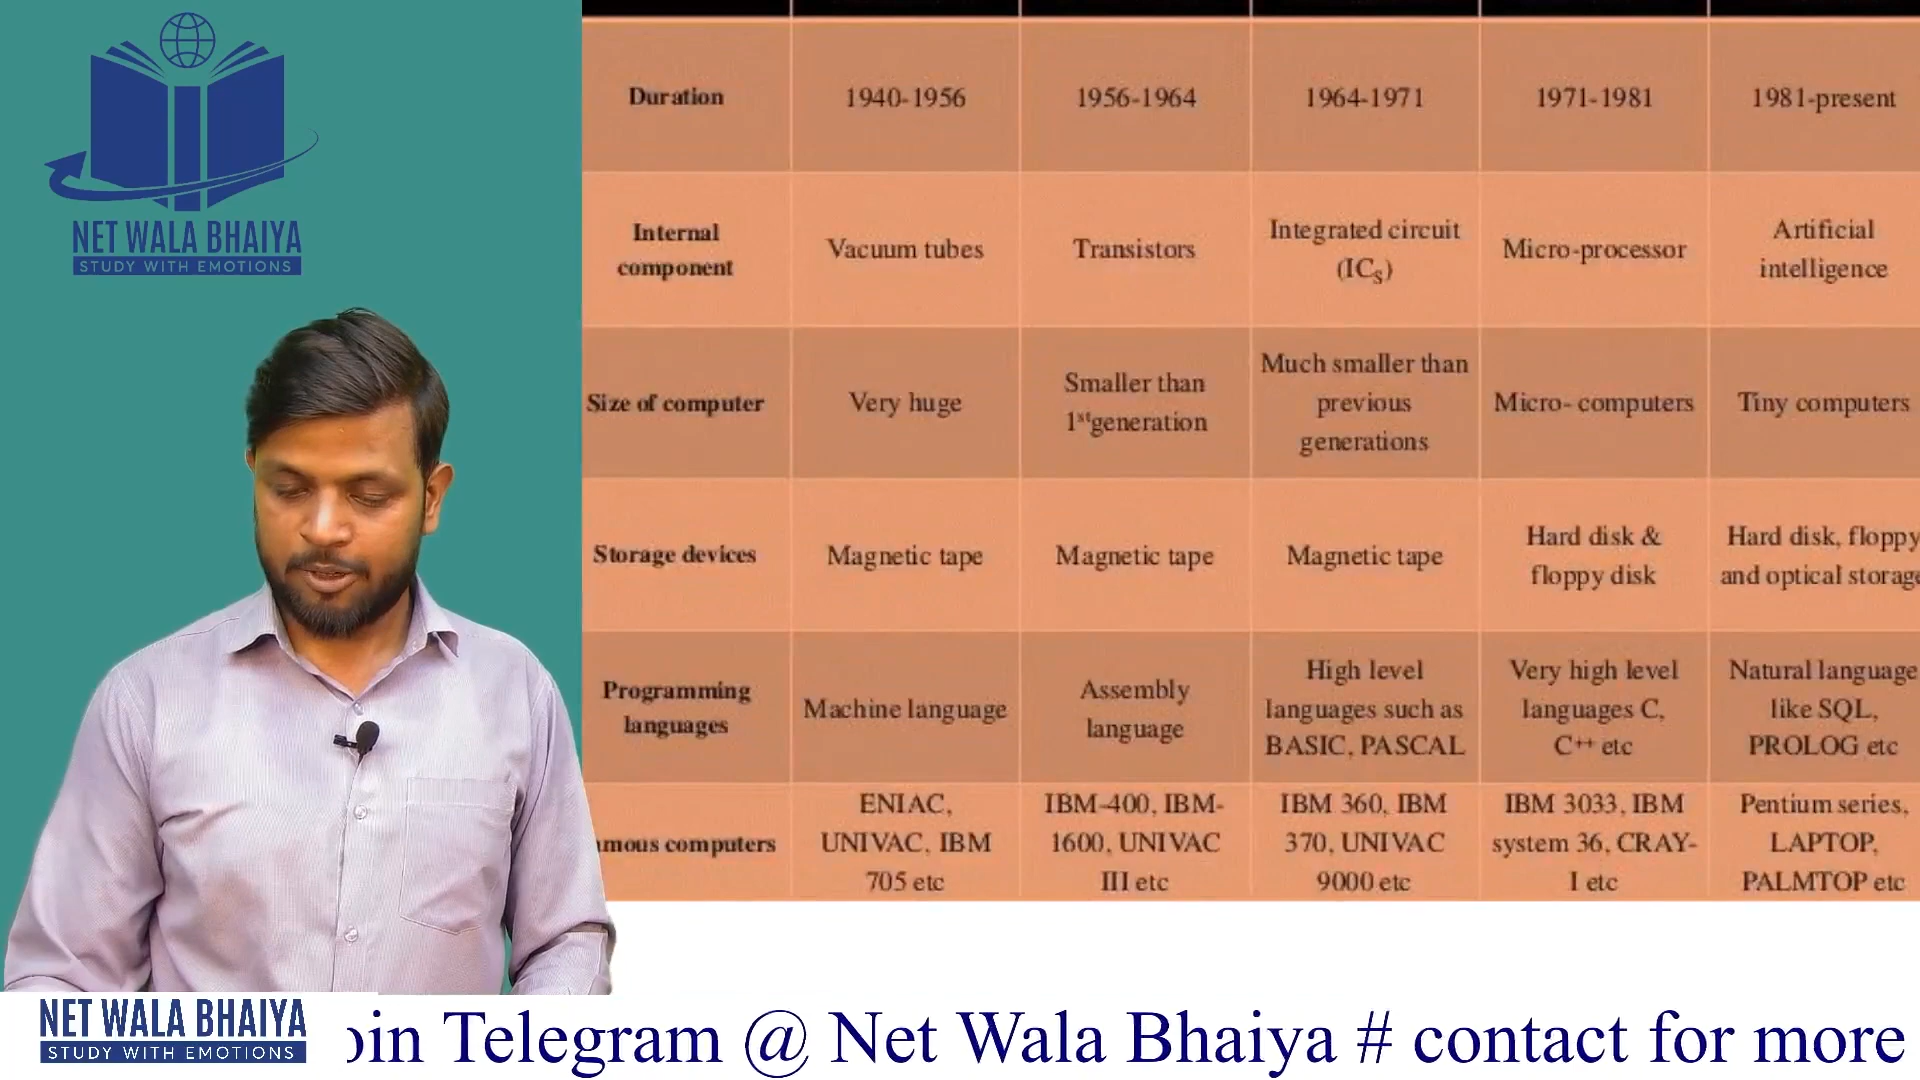 NET WALA BHAIYA
STUDY WITH EMOTIONS
Duration
1940-1956
1956-1964
1964-1971
1971-1981
1981-present
Internal
component
Vacuum tubes
Transistors
Integrated circuit
(ICs)
Micro-processor
Artificial
intelligence
Size of computer
Very huge
Smaller than
1stgeneration
Much smaller than
previous
generations
Micro- computers
Tiny computers
Storage devices
Magnetic tape
Magnetic tape
Magnetic tape
Hard disk &
floppy disk
Hard disk, floppy
and optical storage
Programming
languages
Machine language
Assembly
language
High level
languages such as
BASIC, PASCAL
Very high level
languages C,
C++ etc
Natural language
like SQL,
PROLOG etc
mous computers
ENIAC,
UNIVAC, IBM
705 etc
IBM-400, IBM-
1600, UNIVAC
III etc
IBM 360, IBM
370, UNIVAC
9000 etc
IBM 3033, IBM
system 36, CRAY-
I etc
Pentium series,
LAPTOP,
PALMTOP etc
NET WALA BHAIYA
STUDY WITH EMOTIONS
oin Telegram @ Net Wala Bhaiya # contact for more